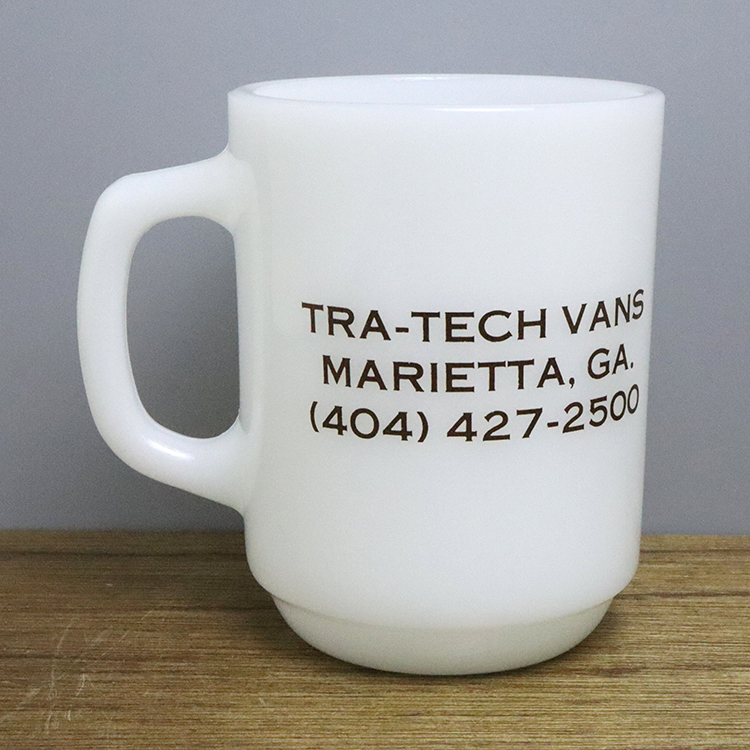 TRA-TECH VANS
MARIETTA, GA.
(404) 427-2500